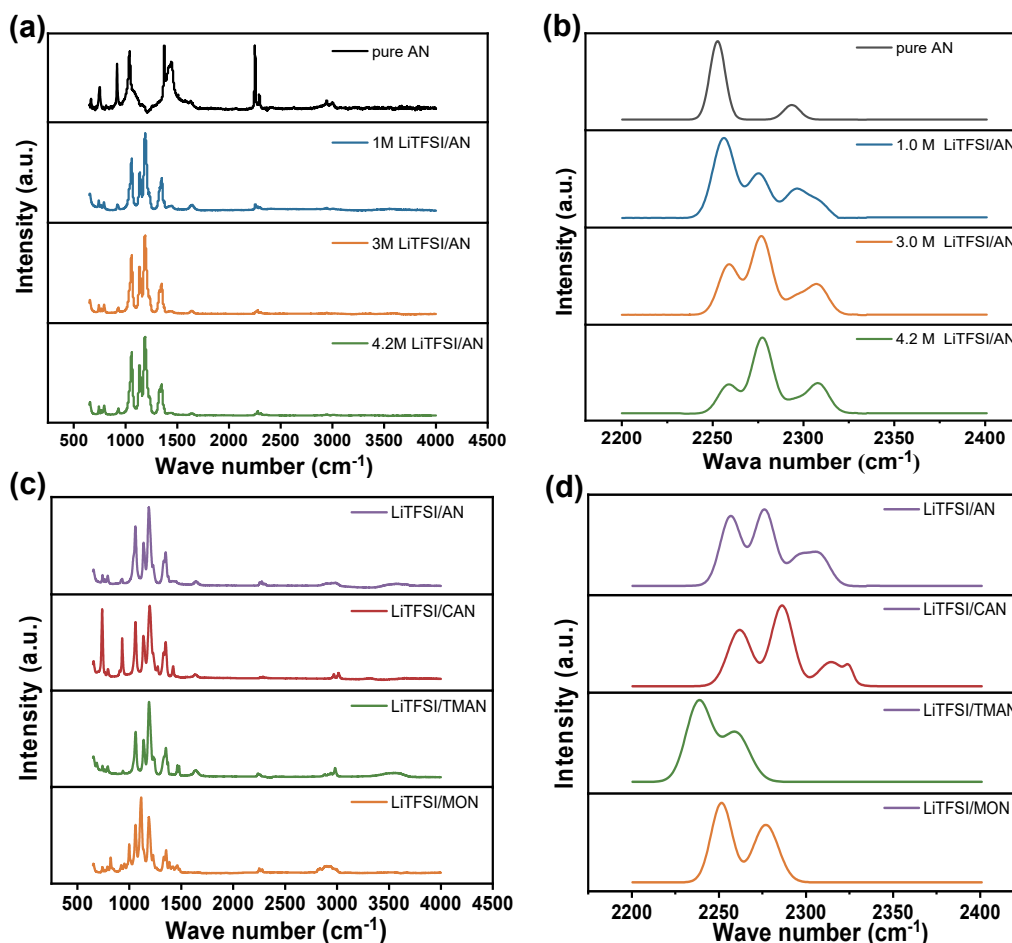 (a)
pure AN
1M LiTFSI/AN
3M LiTFSI/AN
4.2M LiTFSI/AN
Intensity (a.u.)
500 1000 1500 2000 2500 3000 3500 4000 4500
Wave number (cm-1)
(b)
pure AN
1.0 M LiTFSI/AN
3.0 M LiTFSI/AN
4.2 M LiTFSI/AN
Intensity (a.u.)
2200 2250 2300 2350 2400
Wava number (cm-1)
(c)
LiTFSI/AN
LiTFSI/CAN
LiTFSI/TMAN
LiTFSI/MON
Intensity (a.u.)
500 1000 1500 2000 2500 3000 3500 4000 4500
Wave number (cm-1)
(d)
LiTFSI/AN
LiTFSI/CAN
LiTFSI/TMAN
LiTFSI/MON
Intensity (a.u.)
2200 2250 2300 2350 2400
Wave number (cm-1)